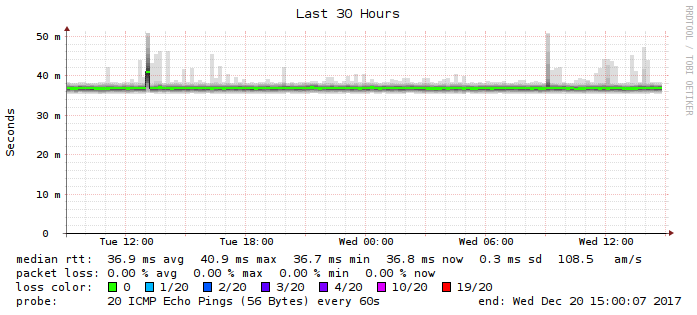 Last 30 Hours
RRDTOOL / TOBI OETIKER
Seconds
50 m
40 m
30 m
20 m
10 m
0
Tue 12:00 Tue 18:00 Wed 00:00 Wed 06:00 Wed 12:00
median rtt: 36.9 ms avg 40.9 ms max 36.7 ms min 36.8 ms now 0.3 ms sd 108.5 am/s
packet loss: 0.00 % avg 0.00 % max 0.00 % min 0.00 % now
loss color: 0 1/20 2/20 3/20 4/20 10/20 19/20
probe: 20 ICMP Echo Pings (56 Bytes) every 60s end: Wed Dec 20 15:00:07 2017